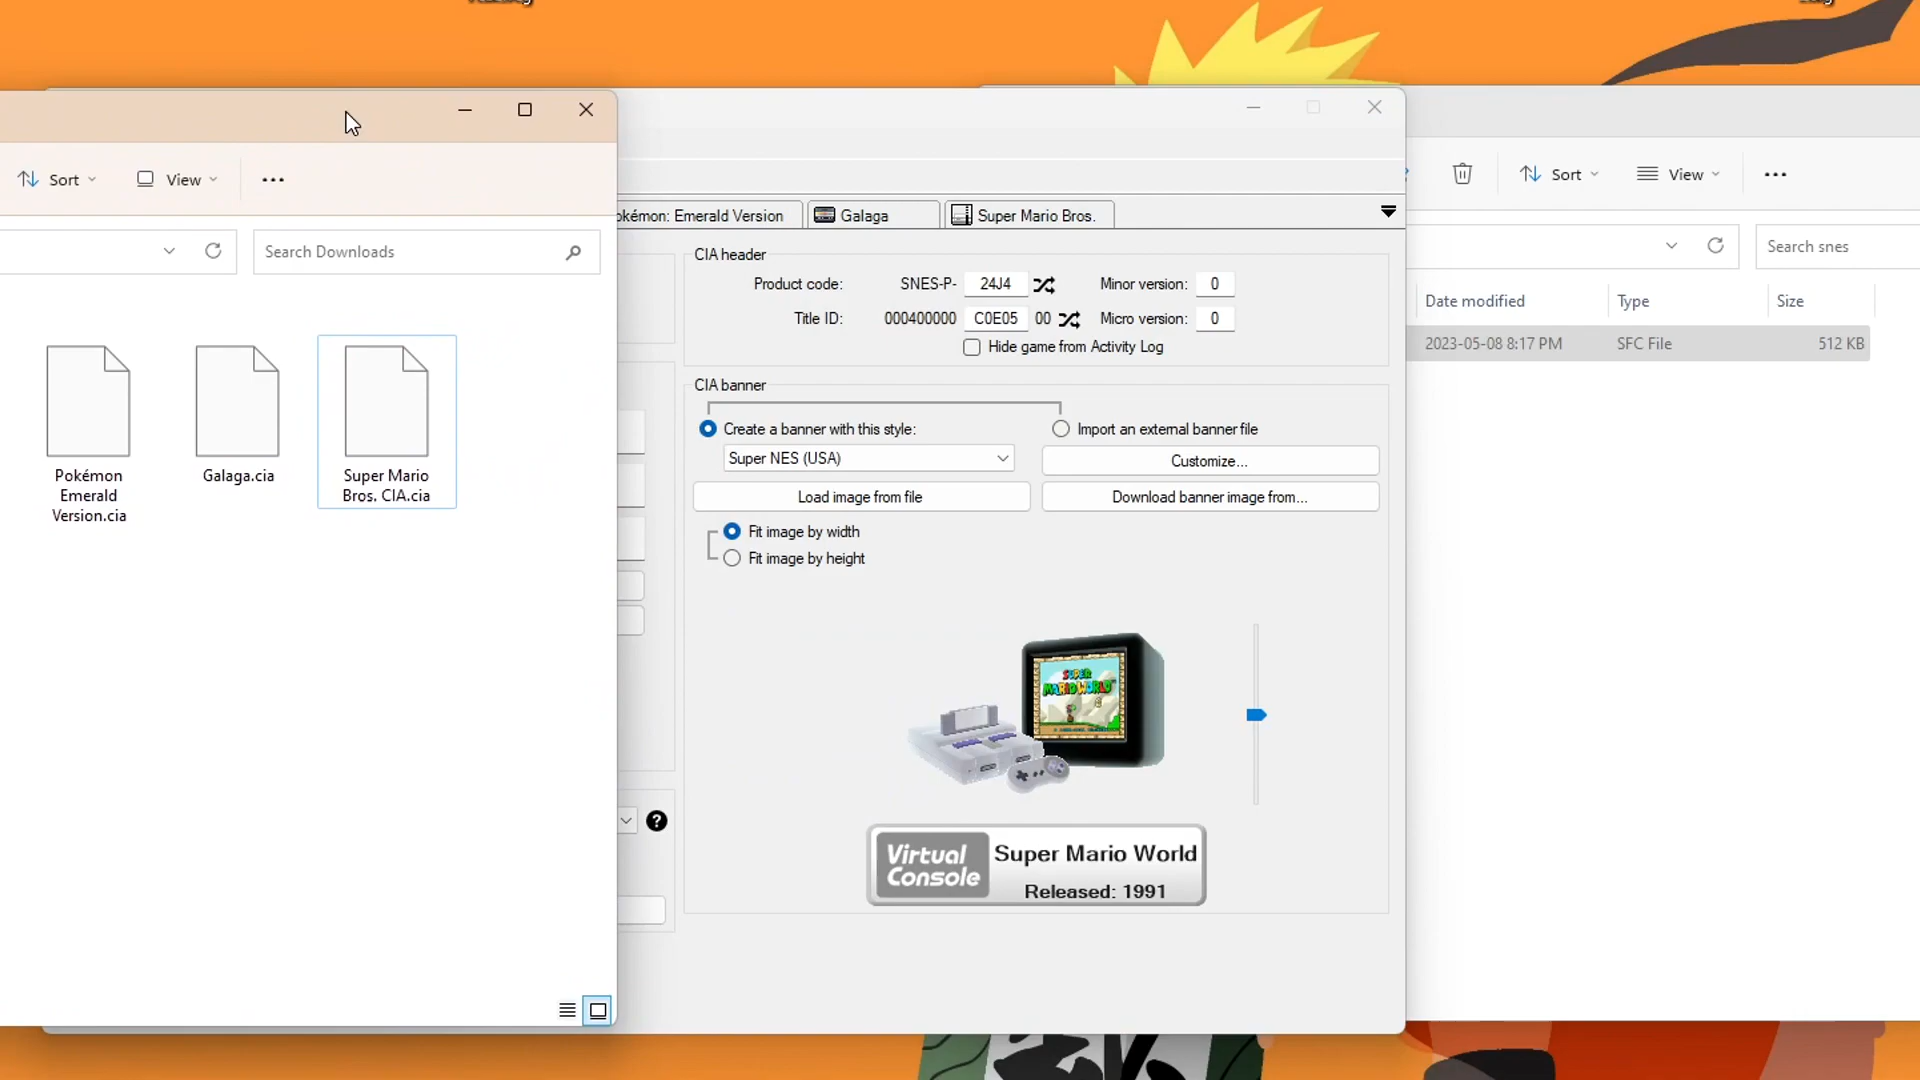 Sort
View
Search Downloads
Pokémon
Emerald
Version.cia
Galaga.cia
Super Mario
Bros. CIA.cia
okémon: Emerald Version
Galaga
Super Mario Bros.
CIA header
Product code:
SNES-P-
24J4
Minor version:
0
Title ID:
000400000
C0E05
00
Micro version:
0
Hide game from Activity Log
CIA banner
Create a banner with this style:
Import an external banner file
Super NES (USA)
Customize...
Load image from file
Download banner image from...
Fit image by width
Fit image by height
SUPER
MARIO WORLD
Virtual
Console
Super Mario World
Released: 1991
Sort
View
Search snes
Date modified
Type
Size
2023-05-08 8:17 PM
SFC File
512 KB